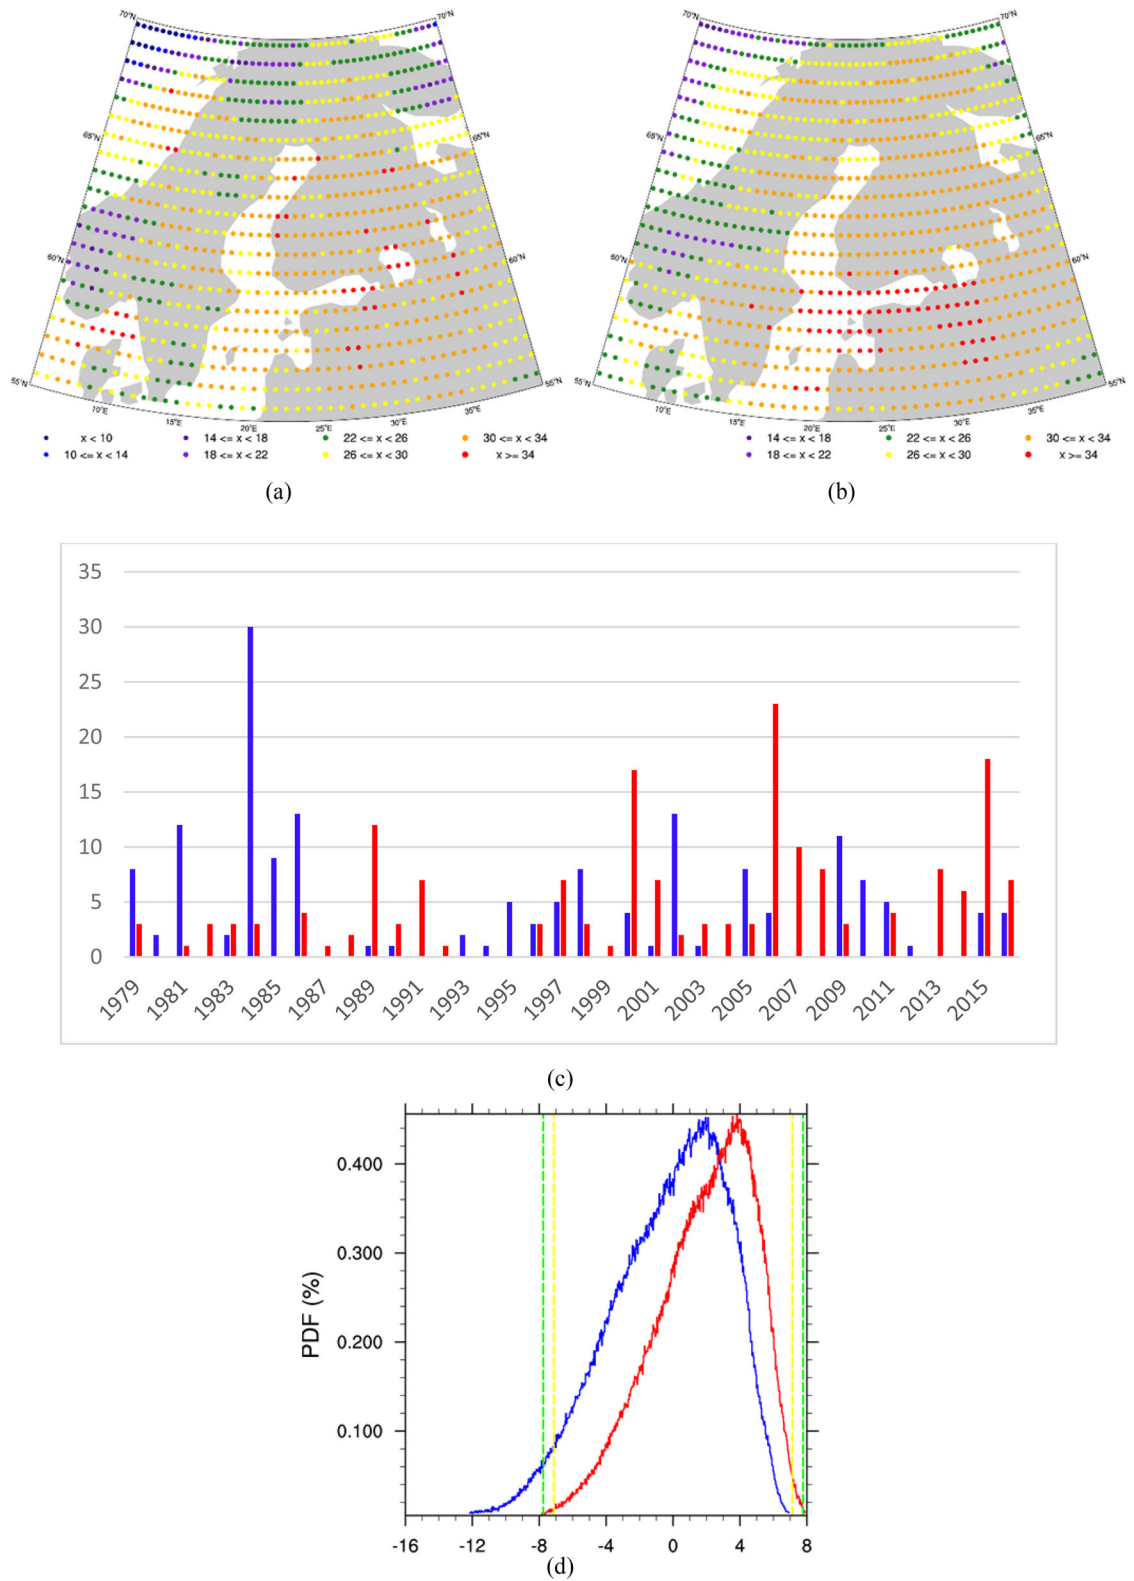 70°N 70°N 70°N 70°N
65°N 65°N 65°N 65°N
60°N 60°N 60°N 60°N
55°N 55°N 55°N 55°N
10°E 15°E 20°E 25°E 30°E 35°E 10°E 15°E 20°E 25°E 30°E 35°E
x < 10 14 <= x < 18 22 <= x < 26 30 <= x < 34 14 <= x < 18 22 <= x < 26 30 <= x < 34
10 <= x < 14 18 <= x < 22 26 <= x < 30 x >= 34 18 <= x < 22 26 <= x < 30 x >= 34
(a) (b)
35
30
25
20
15
10
5
0
1979 1981 1983 1985 1987 1989 1991 1993 1995 1997 1999 2001 2003 2005 2007 2009 2011 2013 2015
(c)
0.400
0.300
0.200
0.100
PDF (%)
-16 -12 -8 -4 0 4 8
(d)